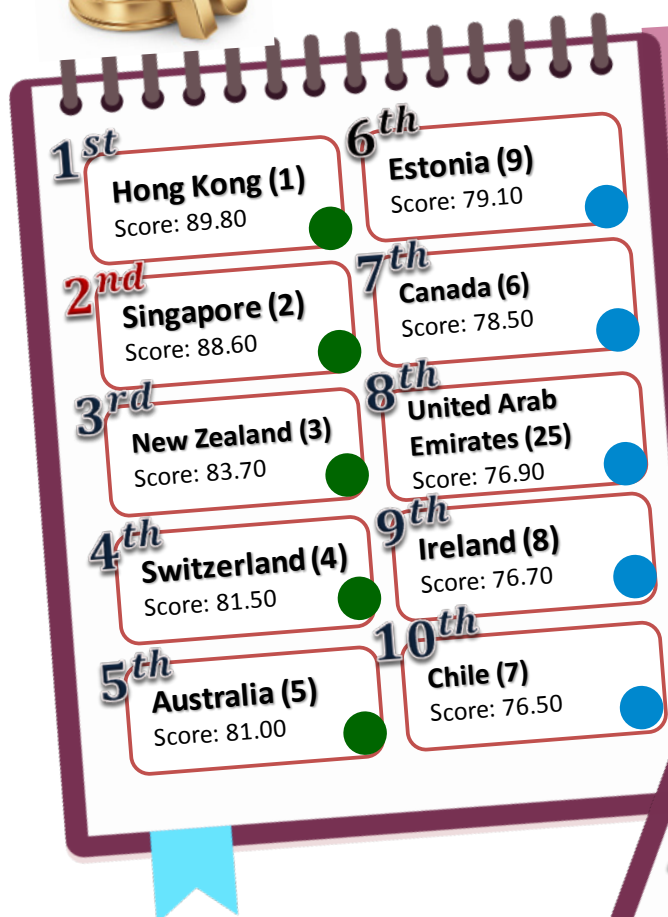 1st
Hong Kong (1)
Score: 89.80
2nd
Singapore (2)
Score: 88.60
3rd
New Zealand (3)
Score: 83.70
4th
Switzerland (4)
Score: 81.50
5th
Australia (5)
Score: 81.00
6th
Estonia (9)
Score: 79.10
7th
Canada (6)
Score: 78.50
8th
United Arab
Emirates (25)
Score: 76.90
9th
Ireland (8)
Score: 76.70
10th
Chile (7)
Score: 76.50